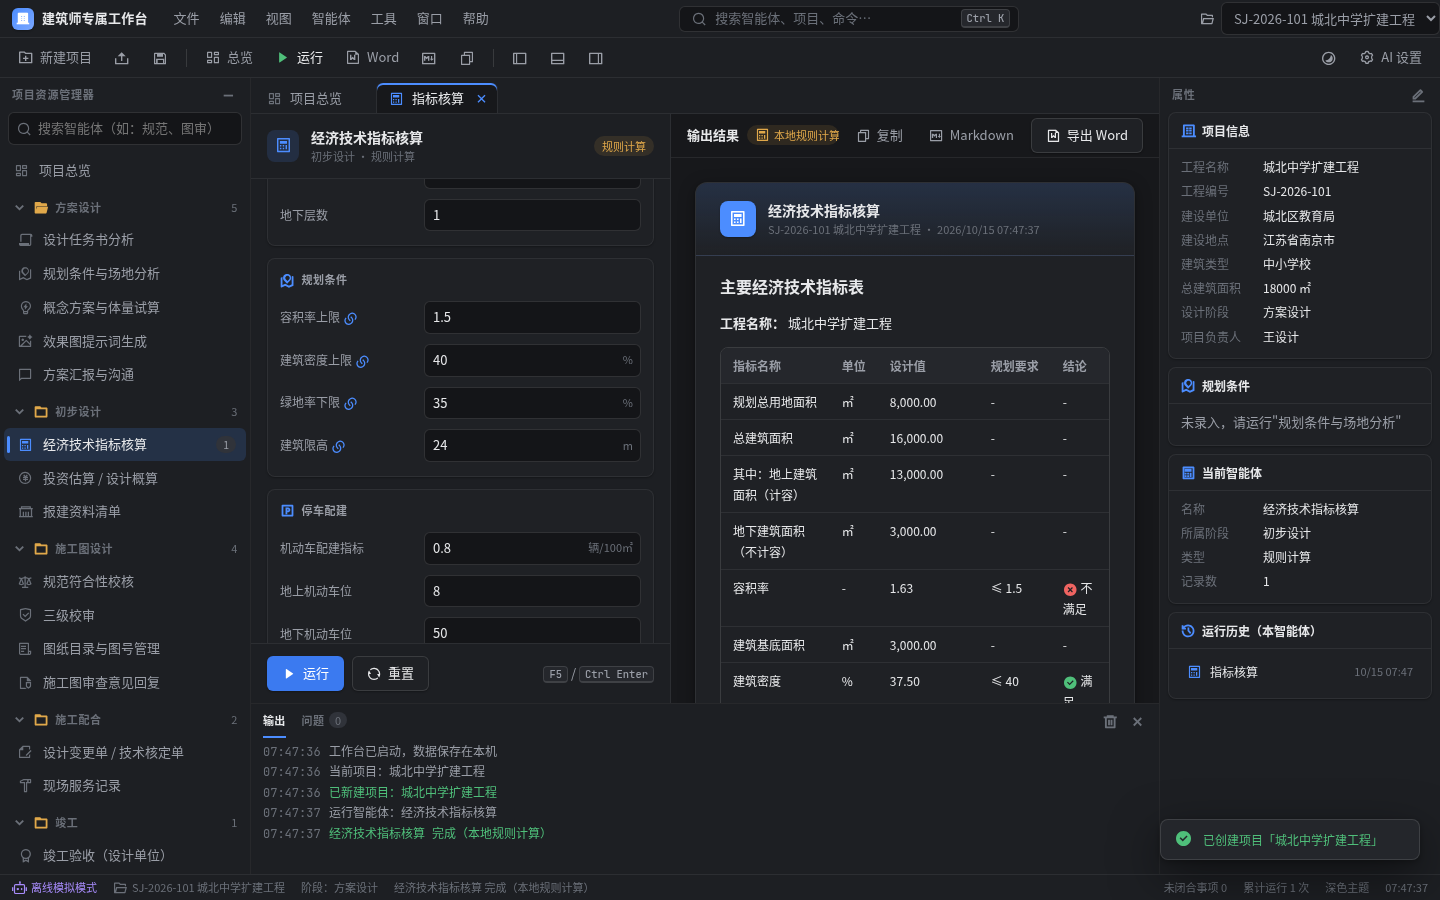 建筑师专属工作台 文件 编辑 视图 智能体 工具 窗口 帮助 搜索智能体、项目、命令… Ctrl K SJ-2026-101 城北中学扩建工程
新建项目 总览 运行 Word AI 设置
项目资源管理器
搜索智能体（如：规范、图审）
项目总览
方案设计 5
设计任务书分析
规划条件与场地分析
概念方案与体量试算
效果图提示词生成
方案汇报与沟通
初步设计 3
经济技术指标核算 1
投资估算 / 设计概算
报建资料清单
施工图设计 4
规范符合性校核
三级校审
图纸目录与图号管理
施工图审查意见回复
施工配合 2
设计变更单 / 技术核定单
现场服务记录
竣工 1
竣工验收（设计单位）
项目总览 指标核算
经济技术指标核算
初步设计 · 规则计算
规则计算
地下层数 1
规划条件
容积率上限 1.5
建筑密度上限 40 %
绿地率下限 35 %
建筑限高 24 m
停车配建
机动车配建指标 0.8 辆/100㎡
地上机动车位 8
地下机动车位 50
运行 重置 F5 / Ctrl Enter
输出结果 本地规则计算 复制 Markdown 导出 Word
经济技术指标核算
SJ-2026-101 城北中学扩建工程 · 2026/10/15 07:47:37
主要经济技术指标表
工程名称： 城北中学扩建工程
指标名称 单位 设计值 规划要求 结论
规划总用地面积 ㎡ 8,000.00 - -
总建筑面积 ㎡ 16,000.00 - -
其中：地上建筑面积（计容） ㎡ 13,000.00 - -
地下建筑面积（不计容） ㎡ 3,000.00 - -
容积率 - 1.63 ≤ 1.5 不满足
建筑基底面积 ㎡ 3,000.00 - -
建筑密度 % 37.50 ≤ 40 满足
输出 问题 0
07:47:36 工作台已启动，数据保存在本机
07:47:36 当前项目：城北中学扩建工程
07:47:36 已新建项目：城北中学扩建工程
07:47:37 运行智能体：经济技术指标核算
07:47:37 经济技术指标核算 完成（本地规则计算）
属性
项目信息
工程名称 城北中学扩建工程
工程编号 SJ-2026-101
建设单位 城北区教育局
建设地点 江苏省南京市
建筑类型 中小学校
总建筑面积 18000 ㎡
设计阶段 方案设计
项目负责人 王设计
规划条件
未录入，请运行"规划条件与场地分析"
当前智能体
名称 经济技术指标核算
所属阶段 初步设计
类型 规则计算
记录数 1
运行历史（本智能体）
指标核算 10/15 07:47
已创建项目「城北中学扩建工程」
离线模拟模式 SJ-2026-101 城北中学扩建工程 阶段：方案设计 经济技术指标核算 完成（本地规则计算） 未闭合事项 0 累计运行 1 次 深色主题 07:47:37